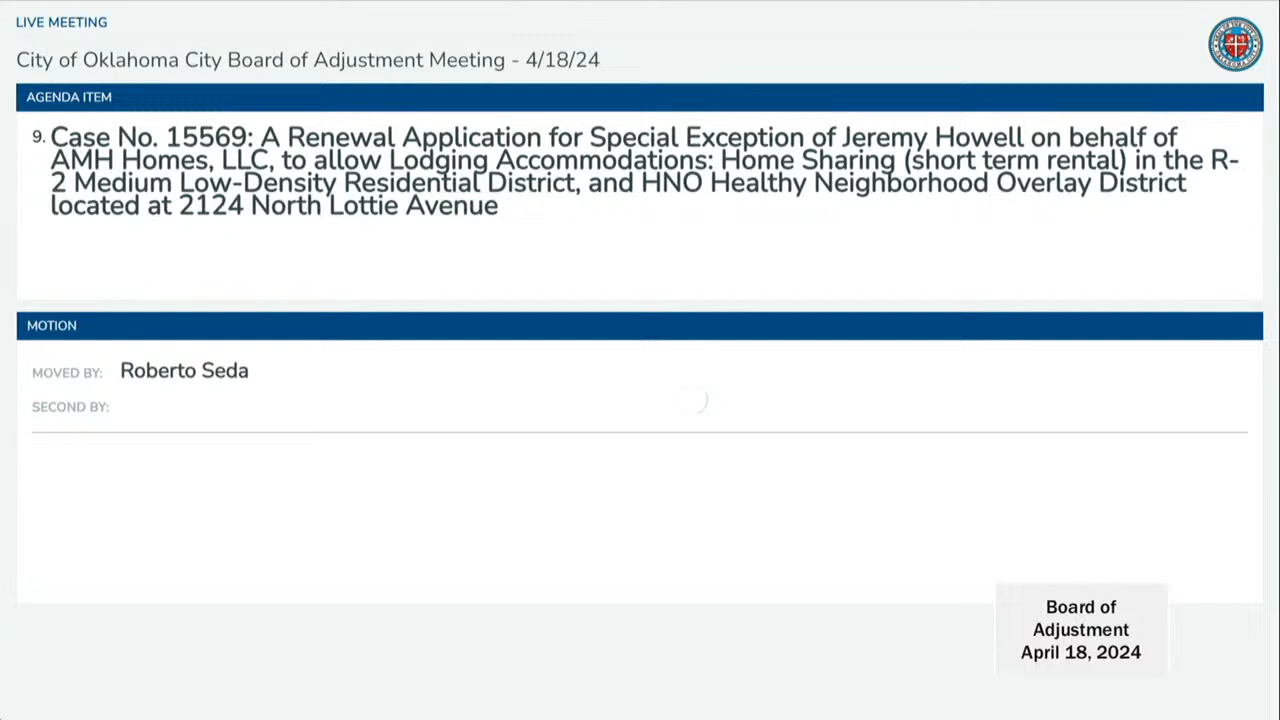 LIVE MEETING
City of Oklahoma City Board of Adjustment Meeting - 4/18/24
AGENDA ITEM
9. Case No. 15569: A Renewal Application for Special Exception of Jeremy Howell on behalf of
AMH Homes, LLC, to allow Lodging Accommodations: Home Sharing (short term rental) in the R-
2 Medium Low-Density Residential District, and HNO Healthy Neighborhood Overlay District
located at 2124 North Lottie Avenue
MOTION
MOVED BY: Roberto Seda
SECOND BY:
Board of
Adjustment
April 18, 2024